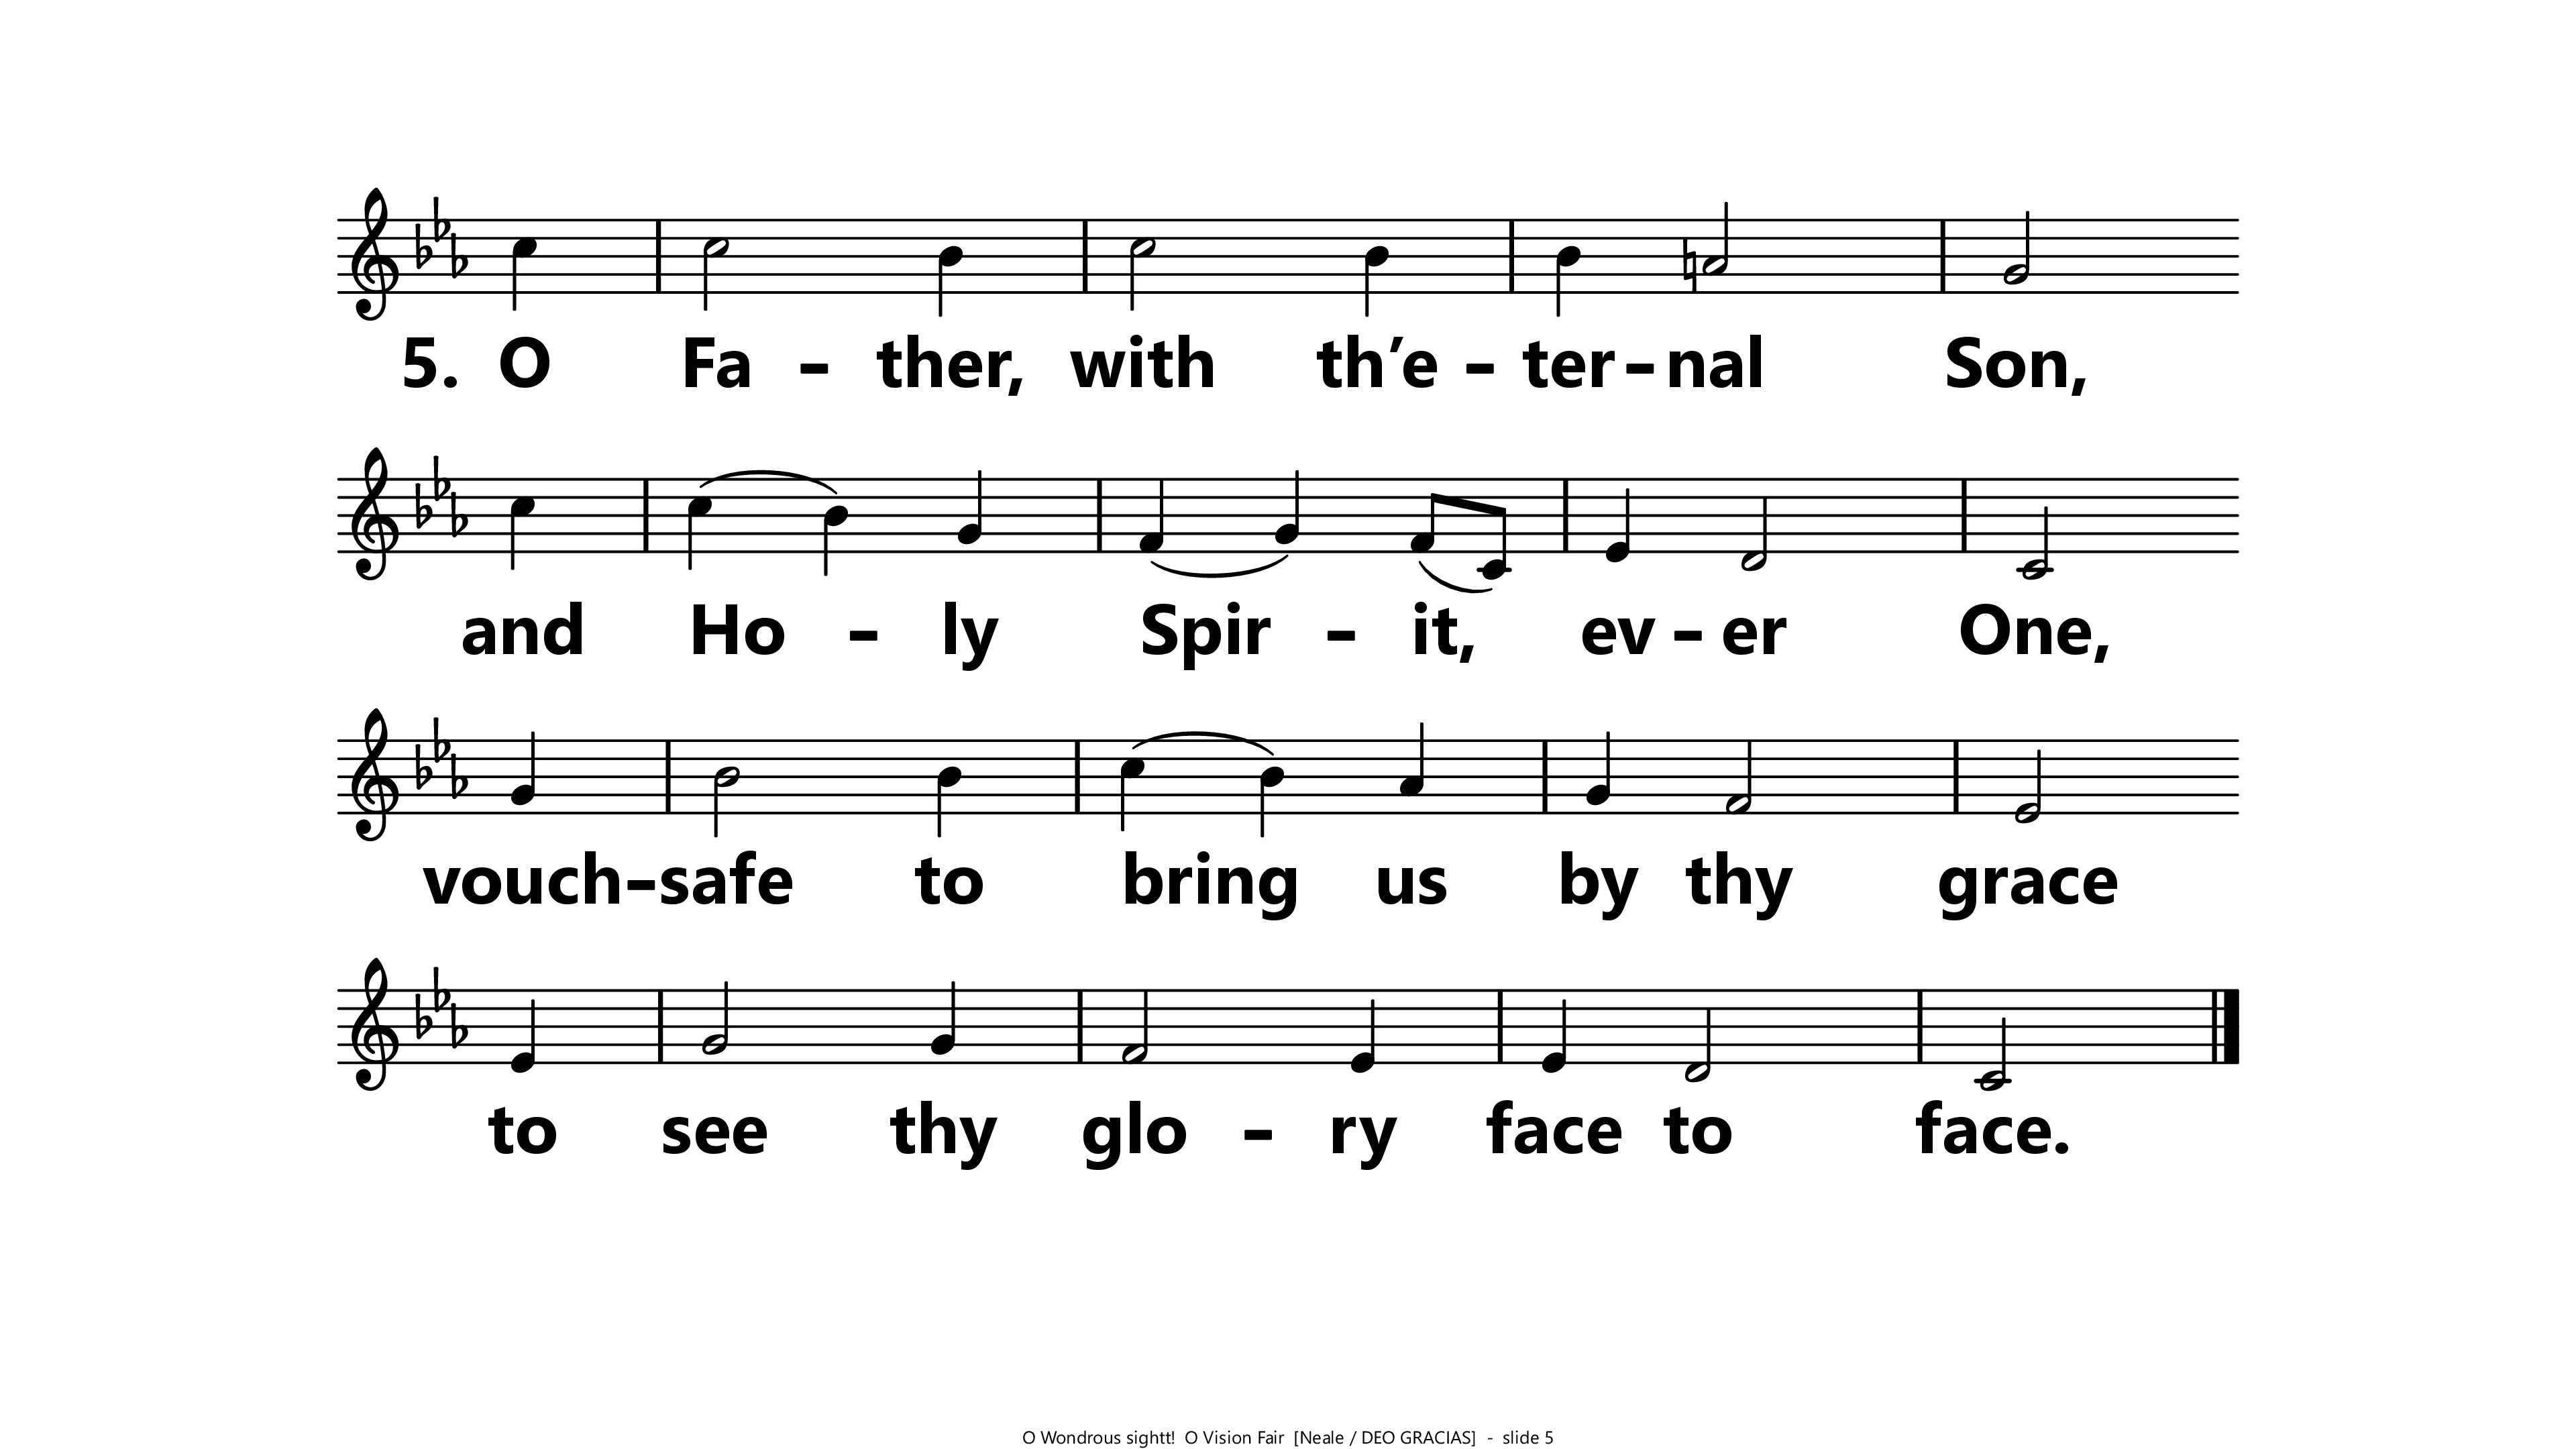 5. O Fa - ther, with th’e - ter - nal Son,
and Ho - ly Spir - it, ev - er One,
vouch - safe to bring us by thy grace
to see thy glo - ry face to face.
O Wondrous sightt! O Vision Fair [Neale / DEO GRACIAS] - slide 5